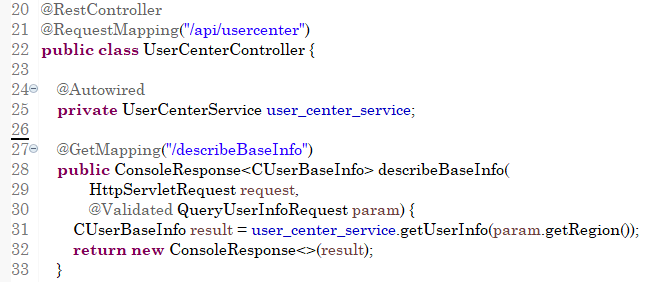 20 @RestController
21 @RequestMapping("/api/usercenter")
22 public class UserCenterController {
23
24 @Autowired
25 private UserCenterService user_center_service;
26
27 @GetMapping("/describeBaseInfo")
28 public ConsoleResponse<CUserBaseInfo> describeBaseInfo(
29 HttpServletRequest request,
30 @Validated QueryUserInfoRequest param) {
31 CUserBaseInfo result = user_center_service.getUserInfo(param.getRegion());
32 return new ConsoleResponse<>(result);
33 }